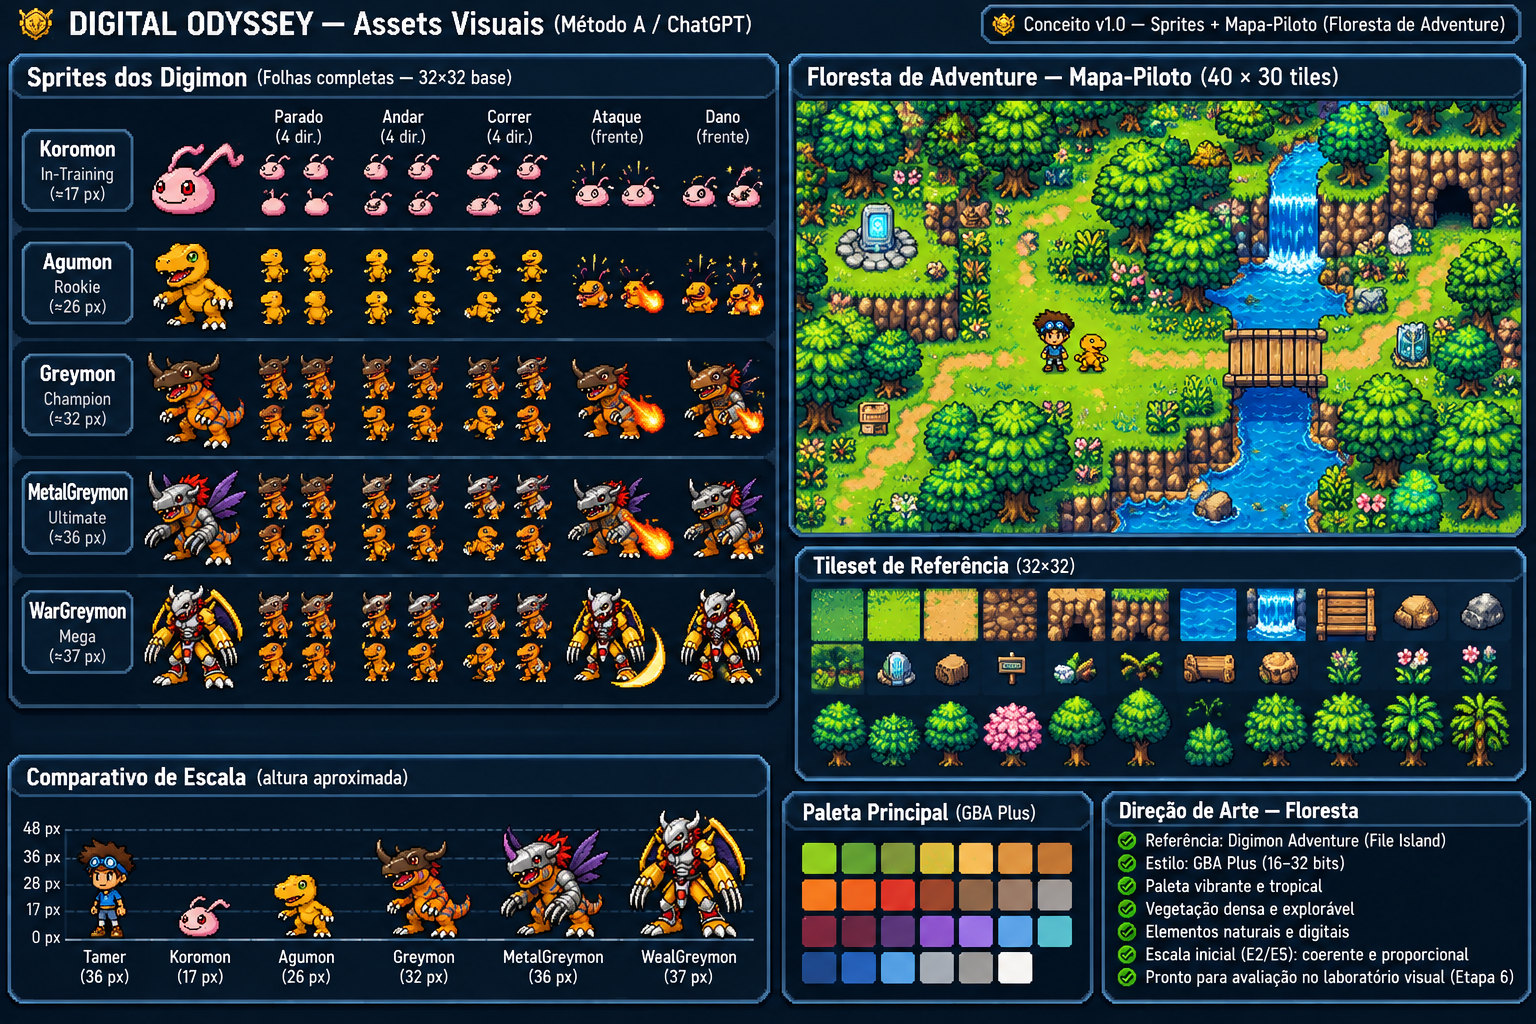 DIGITAL ODYSSEY — Assets Visuais (Método A / ChatGPT)
Conceito v1.0 — Sprites + Mapa-Piloto (Floresta de Adventure)
Sprites dos Digimon (Folhas completas — 32×32 base)
Parado (4 dir.)
Andar (4 dir.)
Correr (4 dir.)
Ataque (frente)
Dano (frente)
Koromon
In-Training
(≈17 px)
Agumon
Rookie
(≈26 px)
Greymon
Champion
(≈32 px)
MetalGreymon
Ultimate
(≈36 px)
WarGreymon
Mega
(≈37 px)
Comparativo de Escala (altura aproximada)
48 px
36 px
28 px
17 px
0 px
Tamer (36 px)
Koromon (17 px)
Agumon (26 px)
Greymon (32 px)
MetalGreymon (36 px)
WealGreymon (37 px)
Floresta de Adventure — Mapa-Piloto (40 × 30 tiles)
Tileset de Referência (32×32)
Paleta Principal (GBA Plus)
Direção de Arte — Floresta
Referência: Digimon Adventure (File Island)
Estilo: GBA Plus (16–32 bits)
Paleta vibrante e tropical
Vegetação densa e explorável
Elementos naturais e digitais
Escala inicial (E2/E5): coerente e proporcional
Pronto para avaliação no laboratório visual (Etapa 6)